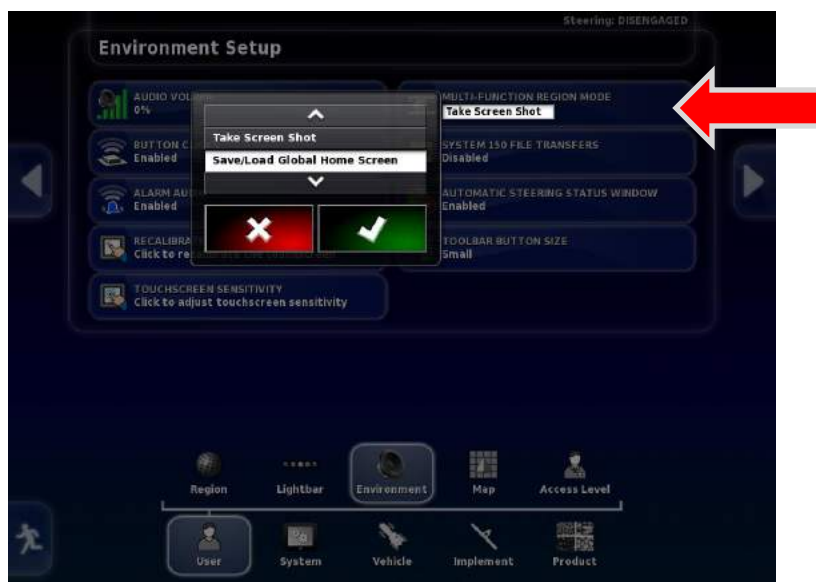 Steering: DISENGAGED
Environment Setup
AUDIO VOL
0%
MULTI-FUNCTION REGION MODE
Take Screen Shot
BUTTON C
Enabled
SYSTEM 150 FILE TRANSFERS
Disabled
ALARM AU
Enabled
AUTOMATIC STEERING STATUS WINDOW
Enabled
RECALIBRA
Click to re
TOOLBAR BUTTON SIZE
Small
TOUCHSCREEN SENSITIVITY
Click to adjust touchscreen sensitivity
Take Screen Shot
Save/Load Global Home Screen
Region Lightbar Environment Map Access Level
User System Vehicle Implement Product